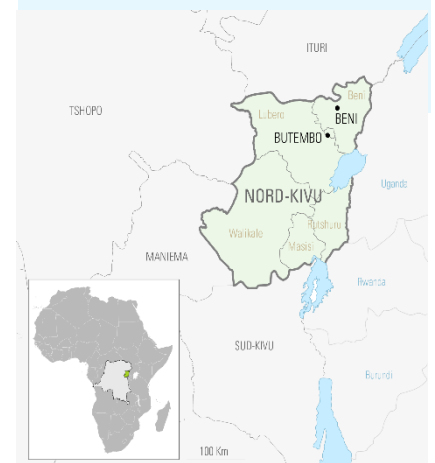 ITURI
TSHOPO
Beni
Lubero
BENI
BUTEMBO
Uganda
NORD-KIVU
Rutshuru
Walikale
Masisi
MANIEMA
Rwanda
SUD-KIVU
Burundi
100 Km